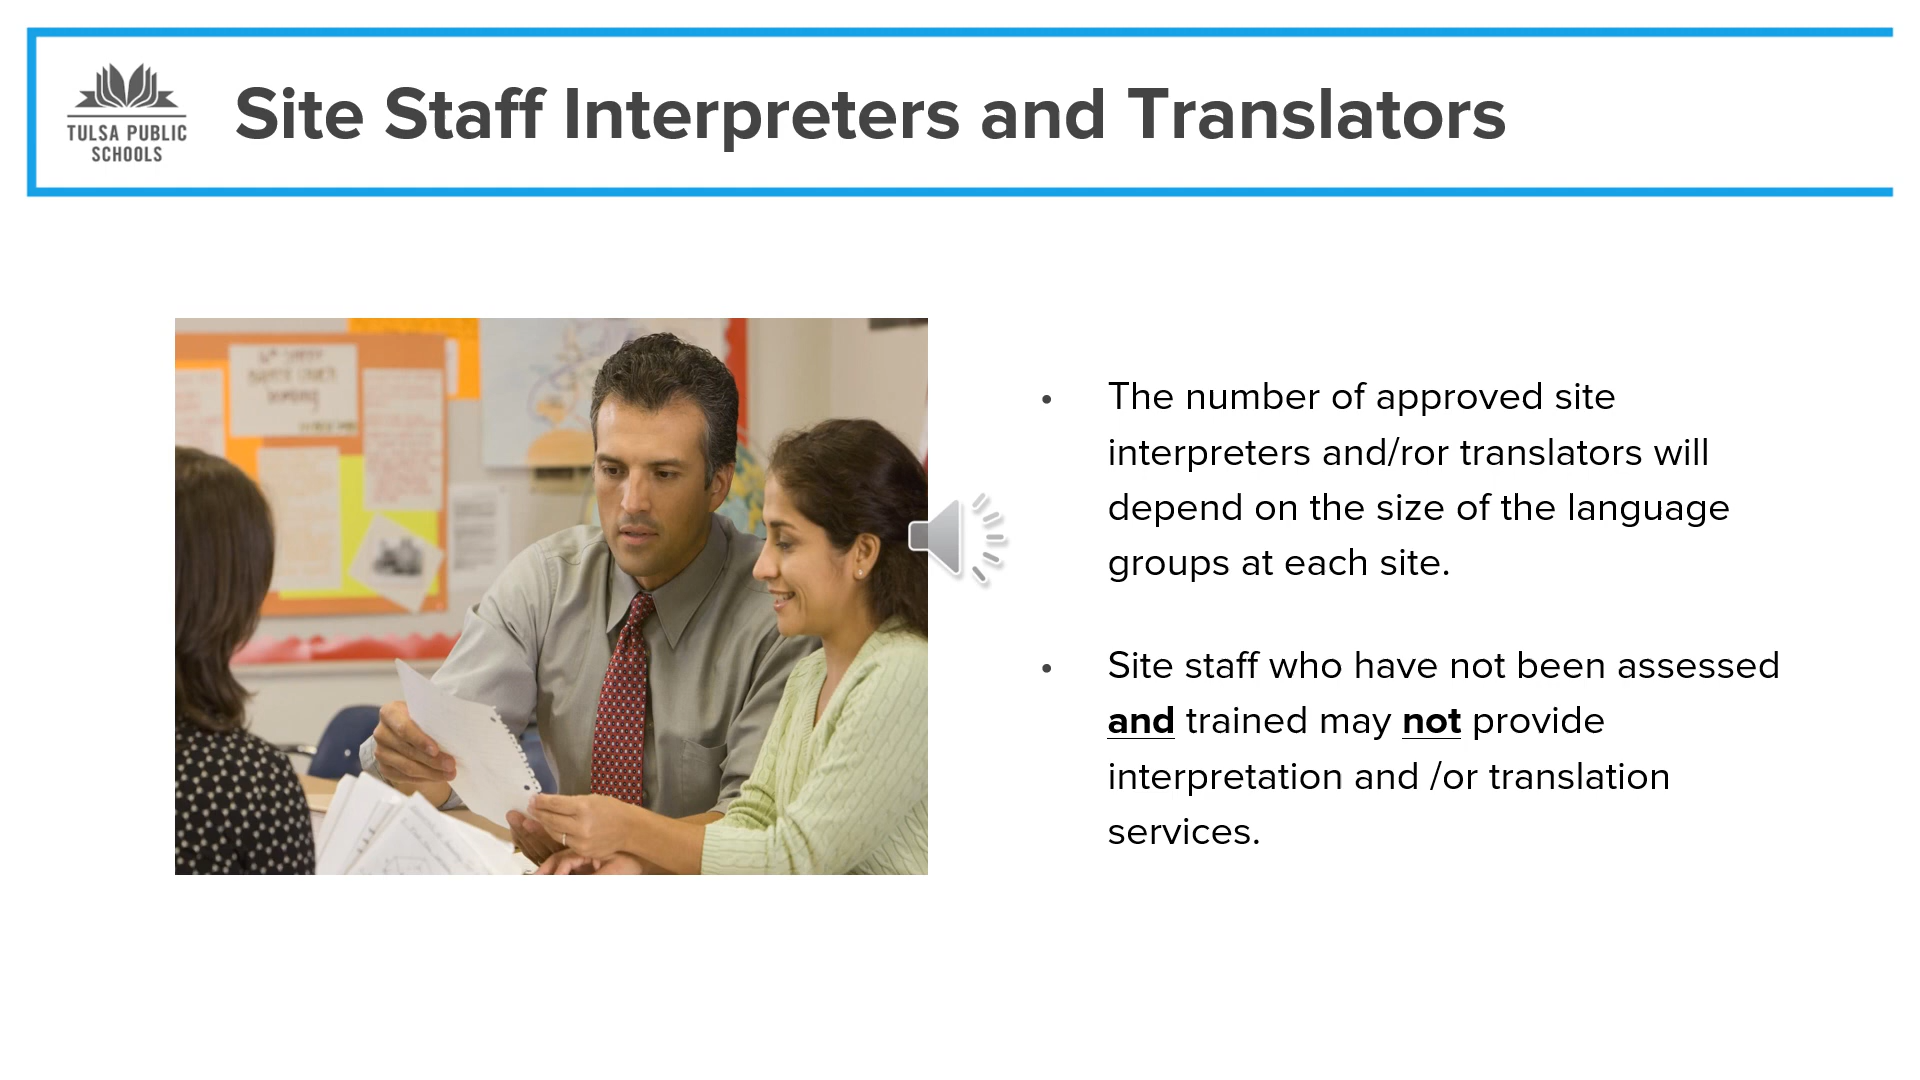 TULSA PUBLIC
SCHOOLS
Site Staff Interpreters and Translators
• The number of approved site
interpreters and/ror translators will
depend on the size of the language
groups at each site.
• Site staff who have not been assessed
and trained may not provide
interpretation and /or translation
services.